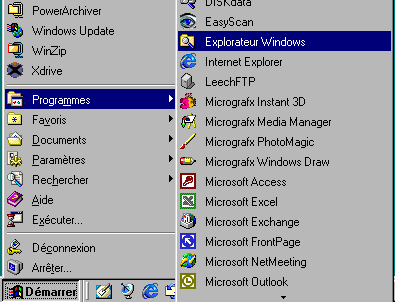 PowerArchiver
Windows Update
WinZip
Xdrive
Programmes
Favoris
Documents
Paramètres
Rechercher
Aide
Exécuter...
Déconnexion
Arrêter...
Démarrer
DISKdata
EasyScan
Explorateur Windows
Internet Explorer
LeechFTP
Micrografx Instant 3D
Micrografx Media Manager
Micrografx PhotoMagic
Micrografx Windows Draw
Microsoft Access
Microsoft Excel
Microsoft Exchange
Microsoft FrontPage
Microsoft NetMeeting
Microsoft Outlook